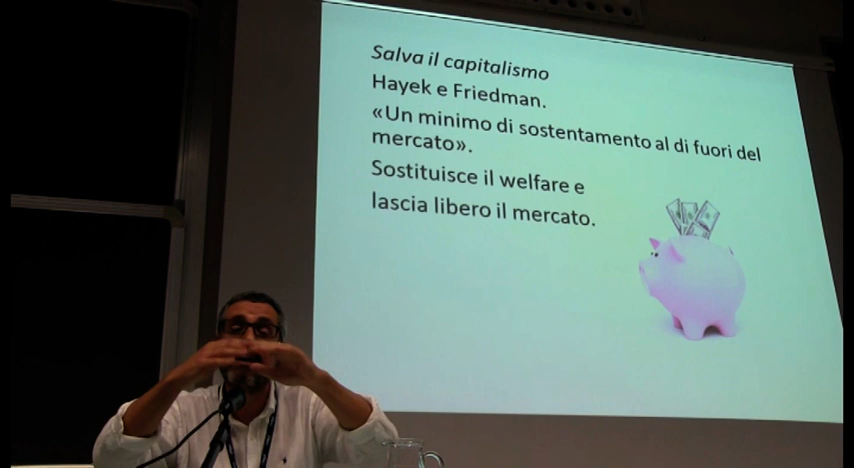 Salva il capitalismo
Hayek e Friedman.
«Un minimo di sostentamento al di fuori del
mercato».
Sostituisce il welfare e
lascia libero il mercato.